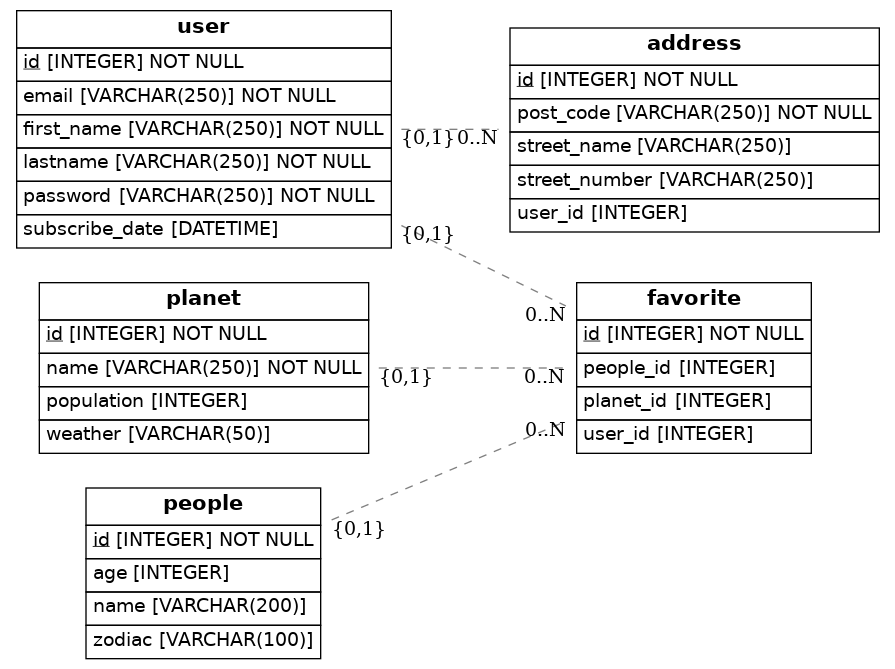 user
id [INTEGER] NOT NULL
email [VARCHAR(250)] NOT NULL
first_name [VARCHAR(250)] NOT NULL
lastname [VARCHAR(250)] NOT NULL
password [VARCHAR(250)] NOT NULL
subscribe_date [DATETIME]
address
id [INTEGER] NOT NULL
post_code [VARCHAR(250)] NOT NULL
street_name [VARCHAR(250)]
street_number [VARCHAR(250)]
user_id [INTEGER]
{0,1} 0..N
{0,1}
0..N
planet
id [INTEGER] NOT NULL
name [VARCHAR(250)] NOT NULL
population [INTEGER]
weather [VARCHAR(50)]
favorite
id [INTEGER] NOT NULL
people_id [INTEGER]
planet_id [INTEGER]
user_id [INTEGER]
{0,1}
0..N
0..N
{0,1}
people
id [INTEGER] NOT NULL
age [INTEGER]
name [VARCHAR(200)]
zodiac [VARCHAR(100)]